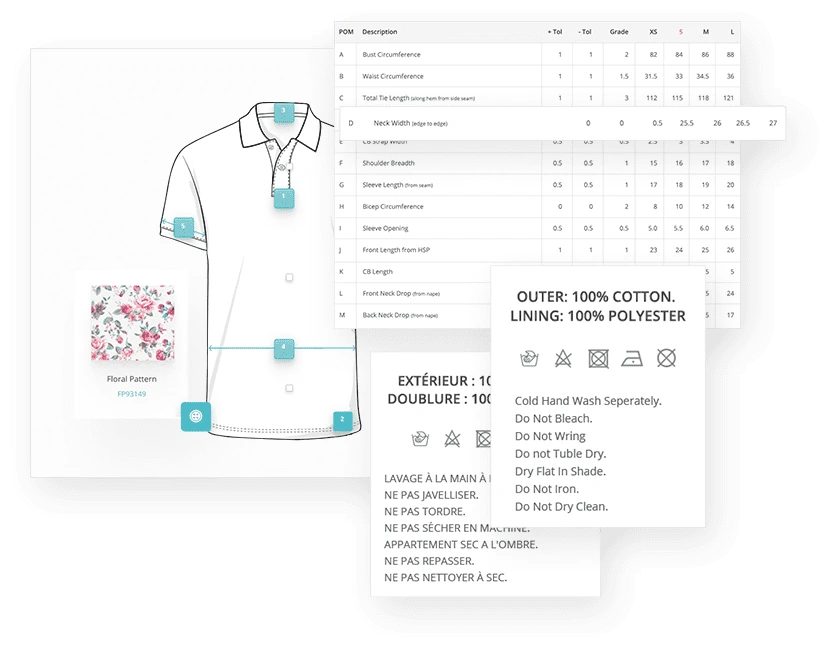 POM Description + Tol - Tol Grade XS S M L
A Bust Circumference 1 1 2 82 84 86 88
B Waist Circumference 1 1 1.5 31.5 33 34.5 36
C Total Tie Length (along hem from side seam) 1 1 3 112 115 118 121
D Neck Width (edge to edge) 0 0 0.5 25.5 26 26.5 27
E CB Strap Width 0.5 0.5
F Shoulder Breadth 0.5 0.5 1 15 16 17 18
G Sleeve Length (from seam) 0.5 0.5 1 17 18 19 20
H Bicep Circumference 0 0 2 8 10 12 14
I Sleeve Opening 0.5 0.5 0.5 5.0 5.5 6.0 6.5
J Front Length from HSP 1 1 1 23 24 25 26
K CB Length 5 5
L Front Neck Drop (from nape) .5 24
M Back Neck Drop (from nape) 5 17
3
1
5
4
2
Floral Pattern
FP93149
OUTER: 100% COTTON.
LINING: 100% POLYESTER
Cold Hand Wash Seperately.
Do Not Bleach.
Do Not Wring
Do not Tuble Dry.
Dry Flat In Shade.
Do Not Iron.
Do Not Dry Clean.
EXTÉRIEUR : 10
DOUBLURE : 100
LAVAGE À LA MAIN À
NE PAS JAVELLISER.
NE PAS TORDRE.
NE PAS SÉCHER EN MACHINE.
APPARTEMENT SEC A L'OMBRE.
NE PAS REPASSER.
NE PAS NETTOYER À SEC.